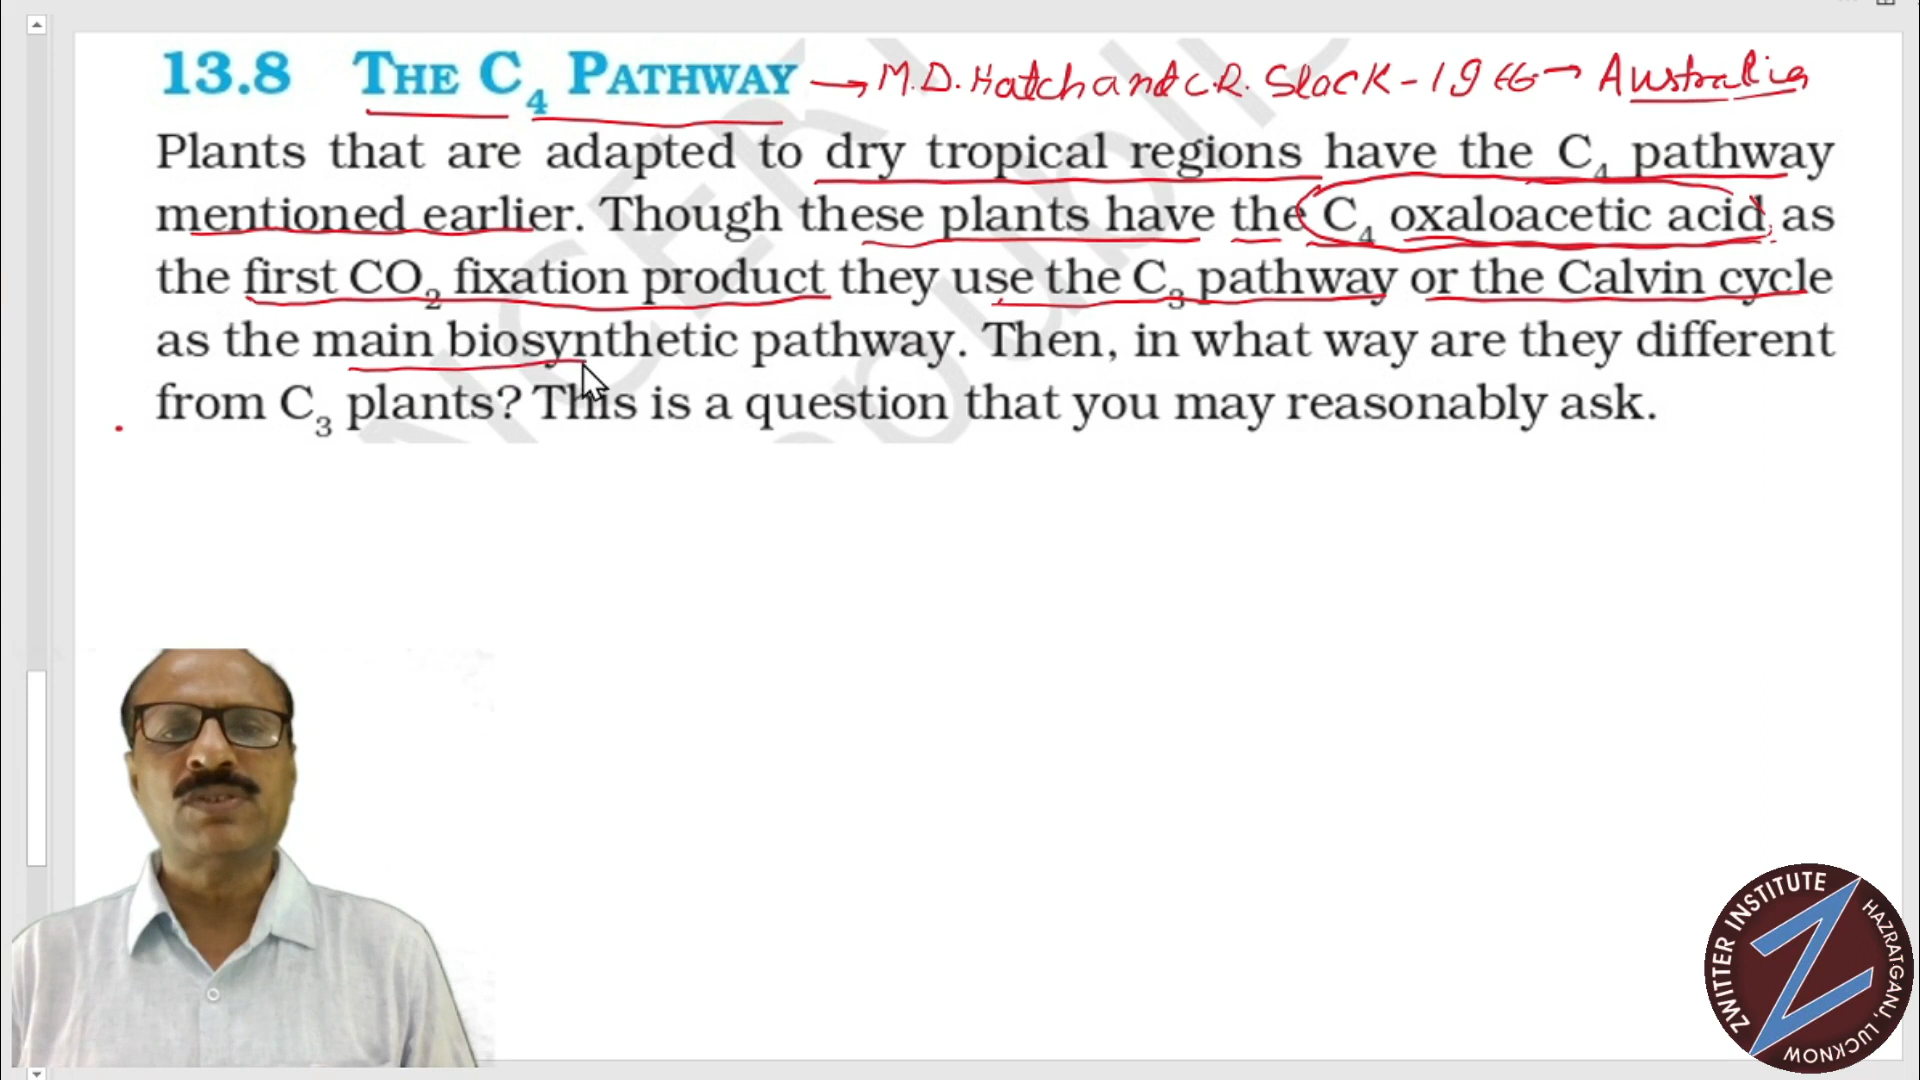 13.8 THE C4 PATHWAY → M.D. Hatch and C.R. Slack - 1966 → Australia
Plants that are adapted to dry tropical regions have the C4 pathway
mentioned earlier. Though these plants have the C4 oxaloacetic acid as
the first CO2 fixation product they use the C3 pathway or the Calvin cycle
as the main biosynthetic pathway. Then, in what way are they different
from C3 plants? This is a question that you may reasonably ask.
ZWITTER INSTITUTE
HAZRATGANJ, LUCKNOW
Z